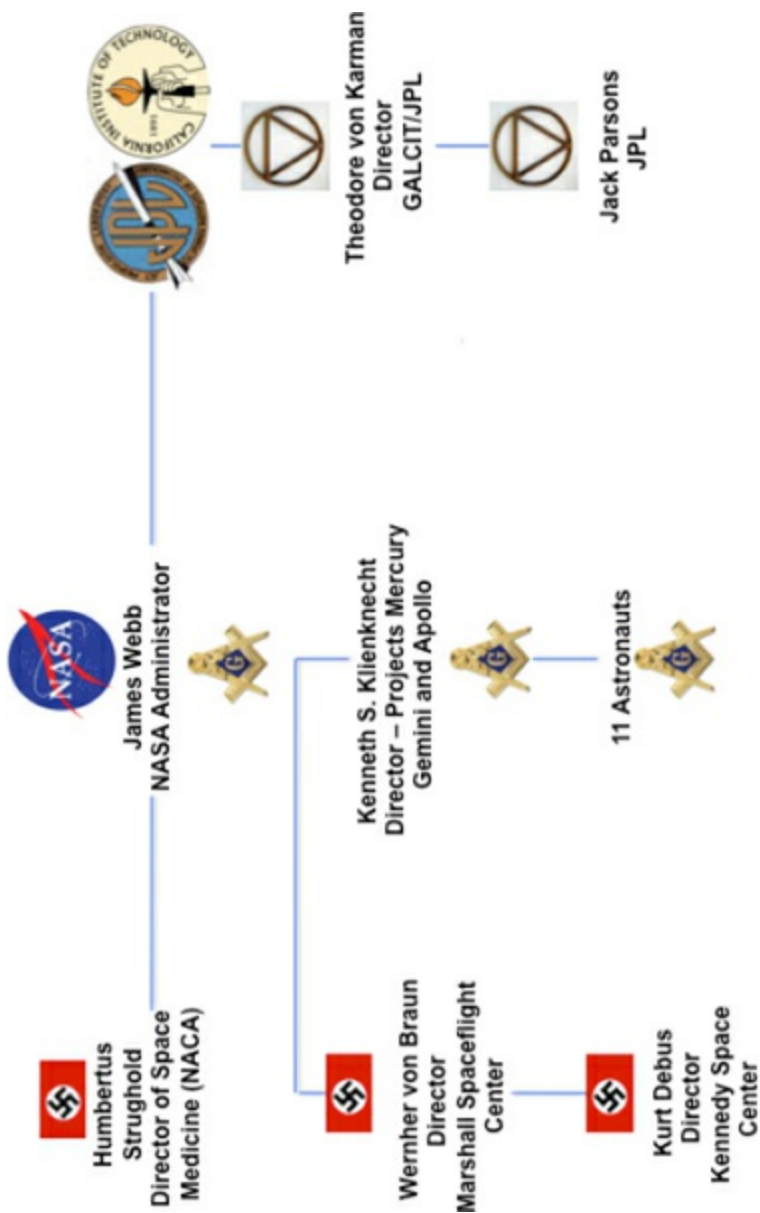 Humbertus
Strughold
Director of Space
Medicine (NACA)
NASA
James Webb
NASA Administrator
G
JPL
CALIFORNIA INSTITUTE OF TECHNOLOGY
1891
Theodore von Karman
Director
GALCIT/JPL
Wernher von Braun
Director
Marshall Spaceflight
Center
Kenneth S. Klienknecht
Director – Projects Mercury
Gemini and Apollo
G
Jack Parsons
JPL
Kurt Debus
Director
Kennedy Space
Center
11 Astronauts
G